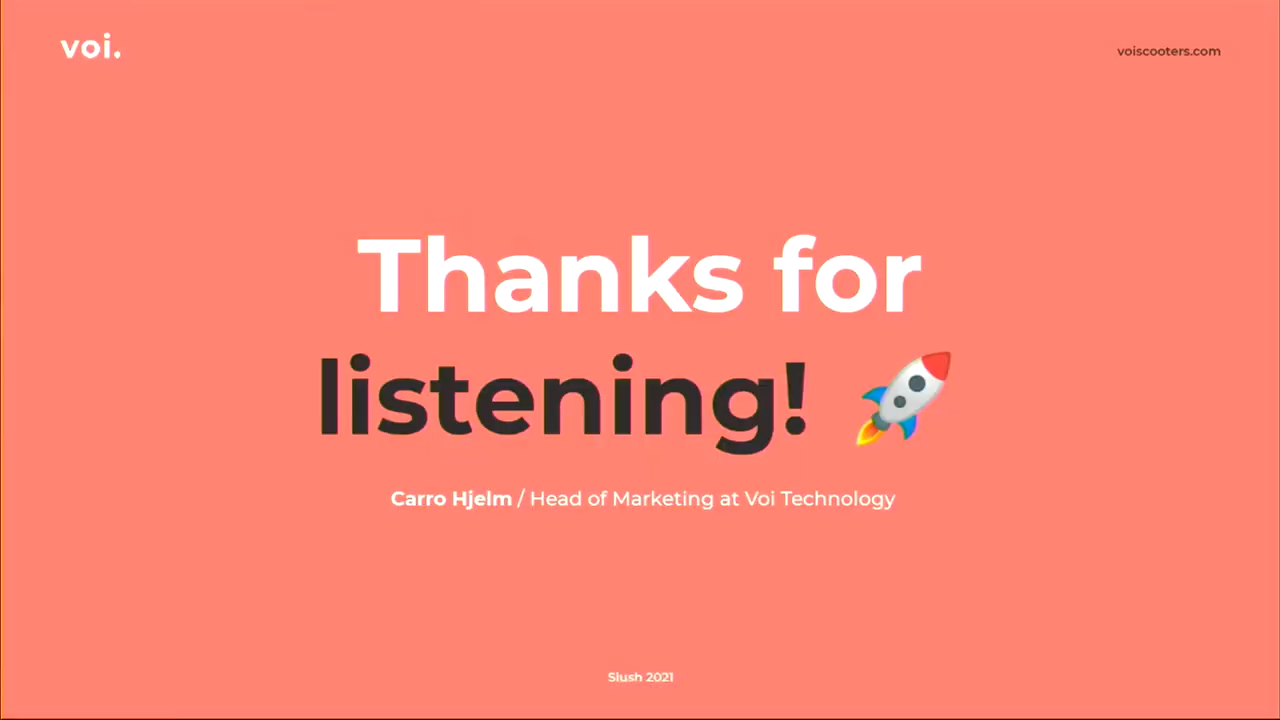 voi.
voiscooters.com
Thanks for
listening! 🚀
Carro Hjelm / Head of Marketing at Voi Technology
Slush 2021